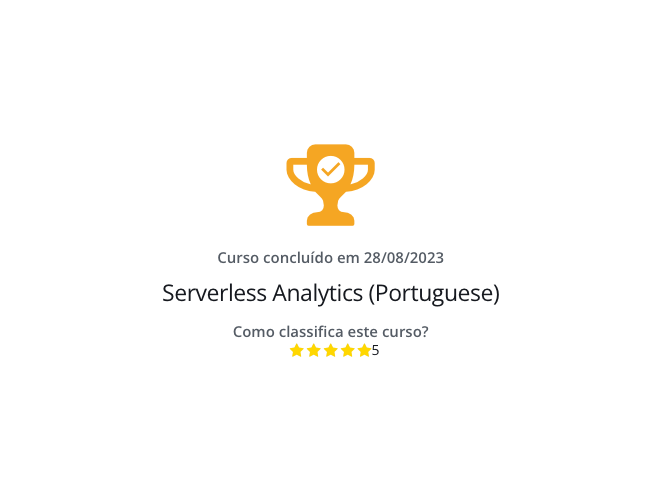 Curso concluído em 28/08/2023
Serverless Analytics (Portuguese)
Como classifica este curso?
5